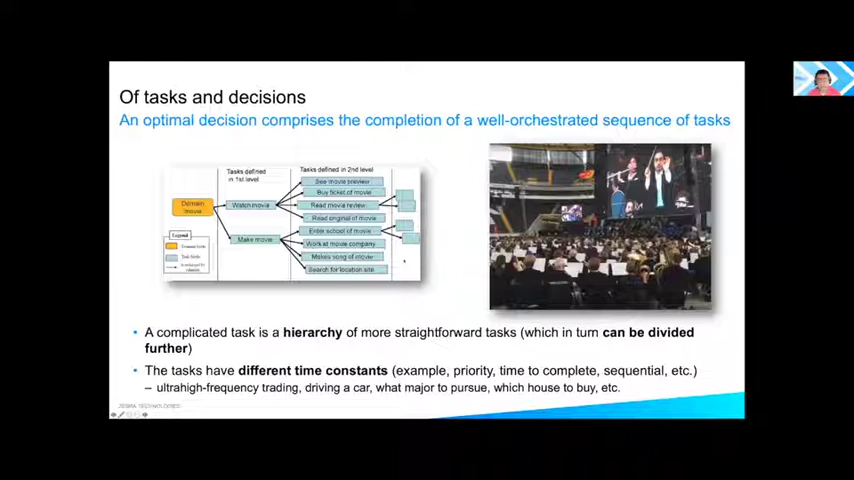 Of tasks and decisions
An optimal decision comprises the completion of a well-orchestrated sequence of tasks
Tasks defined
in 1st level
Tasks defined in 2nd level
Domain
movie
Watch movie
Make movie
See movie preview
Buy ticket of movie
Read movie review
Read original of movie
Enter school of movie
Work at movie company
Makes song of movie
Search for location site
Legend
• A complicated task is a hierarchy of more straightforward tasks (which in turn can be divided
further)
• The tasks have different time constants (example, priority, time to complete, sequential, etc.)
– ultrahigh-frequency trading, driving a car, what major to pursue, which house to buy, etc.
ZEBRA TECHNOLOGIES